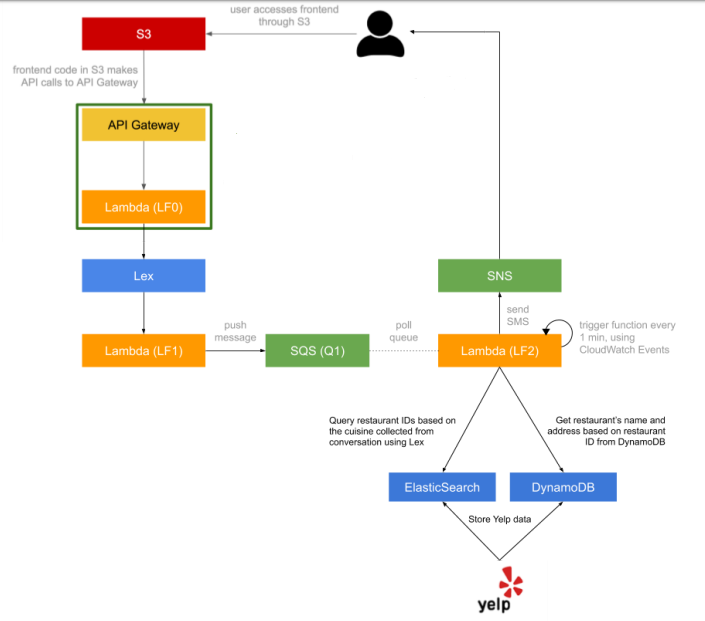 user accesses frontend
through S3
S3
frontend code in S3 makes
API calls to API Gateway
API Gateway
Lambda (LF0)
Lex
SNS
send
SMS
trigger function every
1 min, using
CloudWatch Events
push
message
poll
queue
Lambda (LF1)
SQS (Q1)
Lambda (LF2)
Query restaurant IDs based on
the cuisine collected from
conversation using Lex
Get restaurant's name and
address based on restaurant
ID from DynamoDB
ElasticSearch
DynamoDB
Store Yelp data
yelp